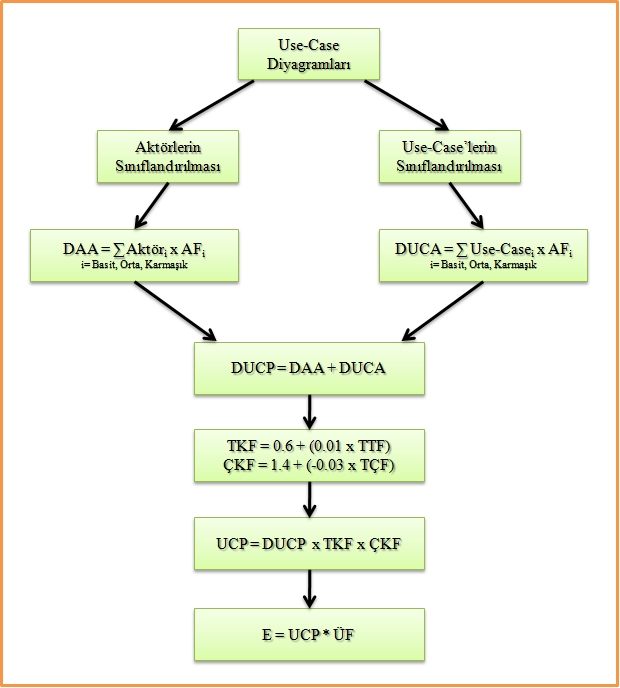 Use-Case
Diyagramları
Aktörlerin
Sınıflandırılması
Use-Case’lerin
Sınıflandırılması
DAA = ∑Aktörᵢ x AFᵢ
i= Basit, Orta, Karmaşık
DUCA = ∑Use-Caseᵢ x AFᵢ
i= Basit, Orta, Karmaşık
DUCP = DAA + DUCA
TKF = 0.6 + (0.01 x TTF)
ÇKF = 1.4 + (-0.03 x TÇF)
UCP = DUCP x TKF x ÇKF
E = UCP * ÜF